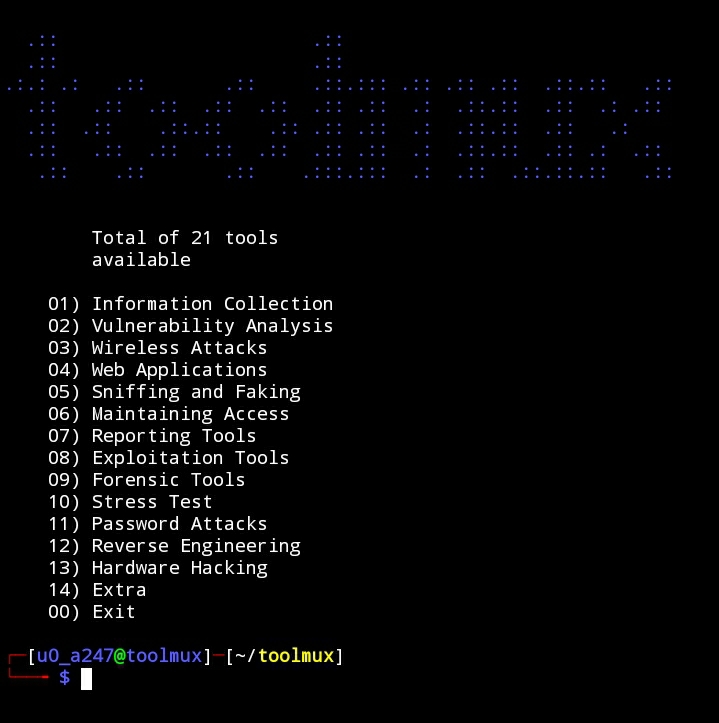 toolmux
Total of 21 tools
available
01) Information Collection
02) Vulnerability Analysis
03) Wireless Attacks
04) Web Applications
05) Sniffing and Faking
06) Maintaining Access
07) Reporting Tools
08) Exploitation Tools
09) Forensic Tools
10) Stress Test
11) Password Attacks
12) Reverse Engineering
13) Hardware Hacking
14) Extra
00) Exit
[u0_a247@toolmux]─[~/toolmux]
$